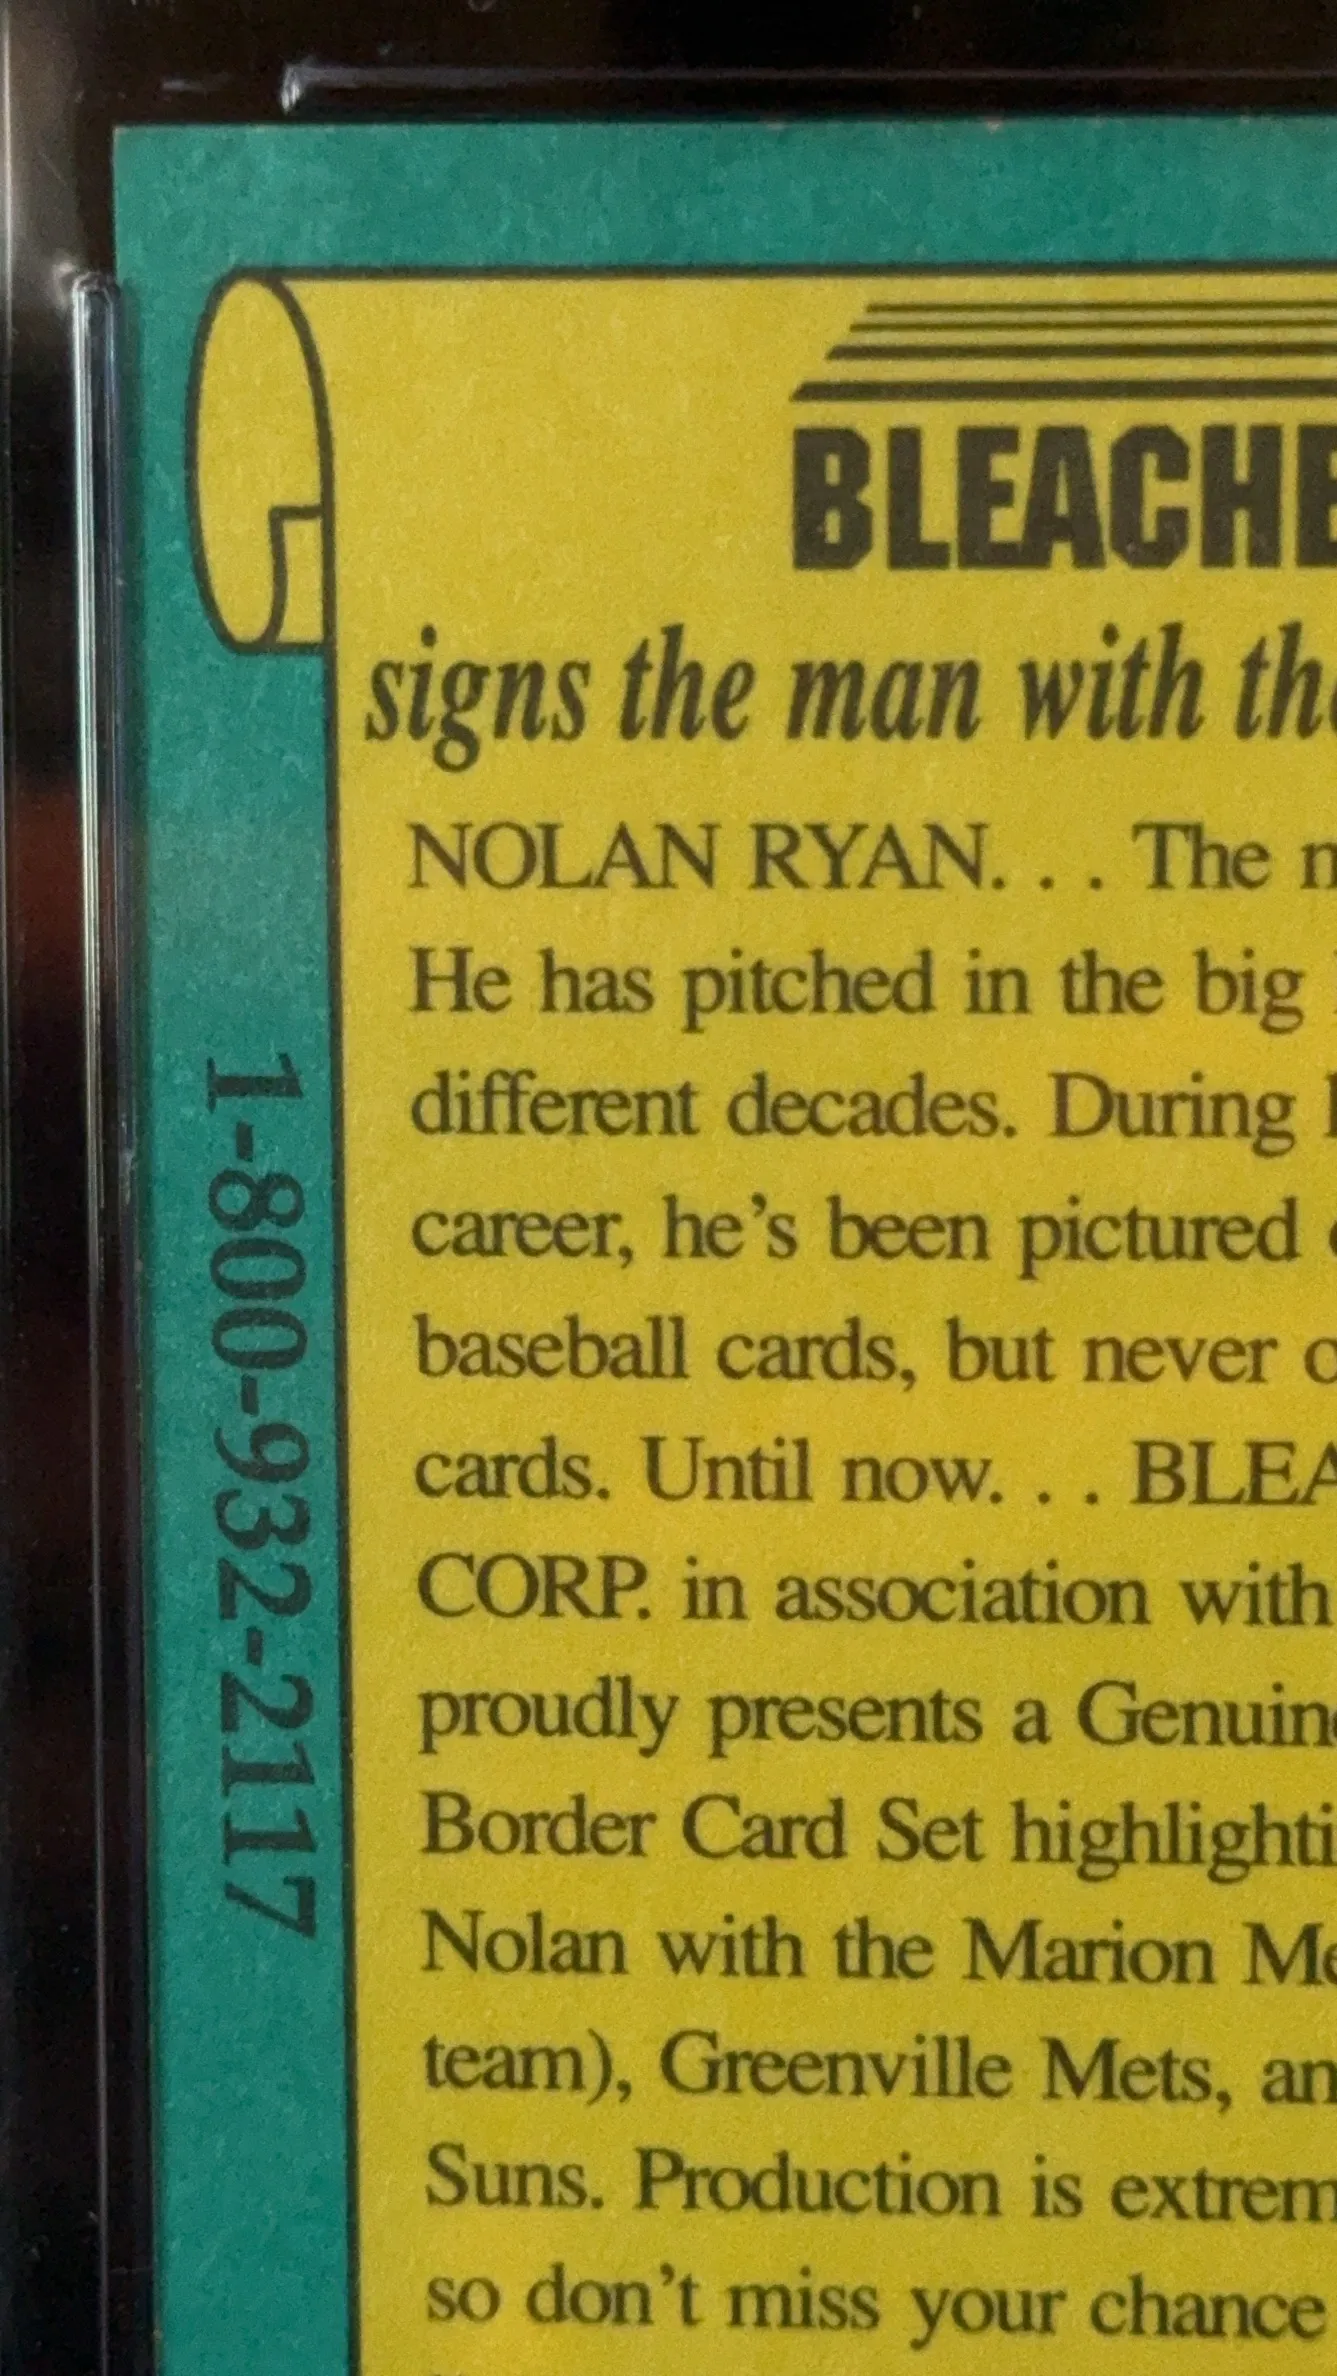 BLEACHE
signs the man with the
NOLAN RYAN. . . The
He has pitched in the big
different decades. During
career, he's been pictured
baseball cards, but never
cards. Until now. . . BLEA
CORP. in association with
proudly presents a Genuine
Border Card Set highlighti
Nolan with the Marion Me
team), Greenville Mets, an
Suns. Production is extrem
so don't miss your chance
1-800-932-2117